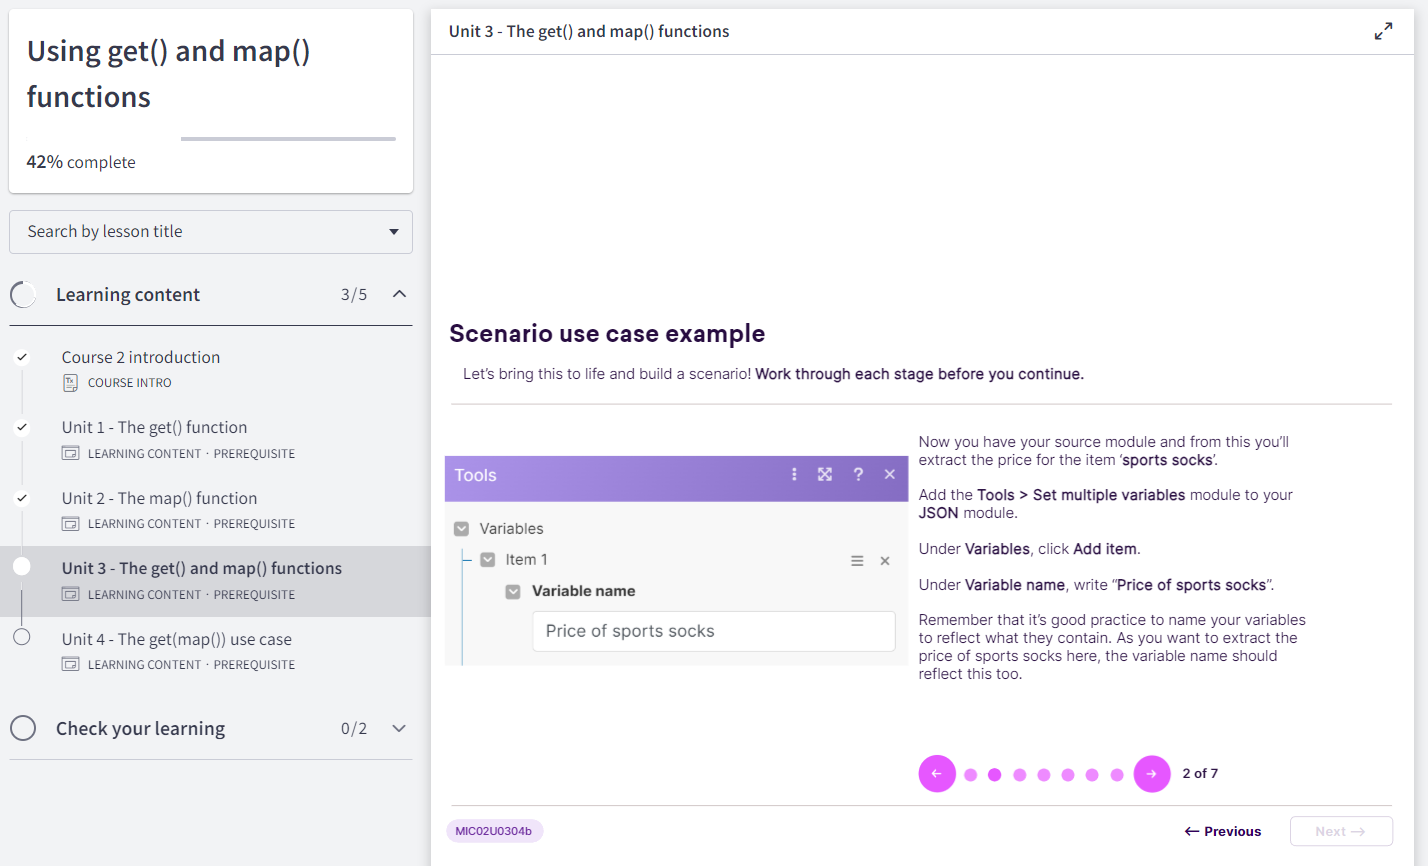 Using get() and map()
functions
42% complete
Search by lesson title
Learning content 3/5
Course 2 introduction
COURSE INTRO
Unit 1 - The get() function
LEARNING CONTENT · PREREQUISITE
Unit 2 - The map() function
LEARNING CONTENT · PREREQUISITE
Unit 3 - The get() and map() functions
LEARNING CONTENT · PREREQUISITE
Unit 4 - The get(map()) use case
LEARNING CONTENT · PREREQUISITE
Check your learning 0/2
Unit 3 - The get() and map() functions
Scenario use case example
Let's bring this to life and build a scenario! Work through each stage before you continue.
Tools ?
Variables
Item 1
Variable name
Price of sports socks
Now you have your source module and from this you'll
extract the price for the item 'sports socks'.
Add the Tools > Set multiple variables module to your
JSON module.
Under Variables, click Add item.
Under Variable name, write “Price of sports socks”.
Remember that it's good practice to name your variables
to reflect what they contain. As you want to extract the
price of sports socks here, the variable name should
reflect this too.
2 of 7
MIC02U0304b
← Previous
Next →